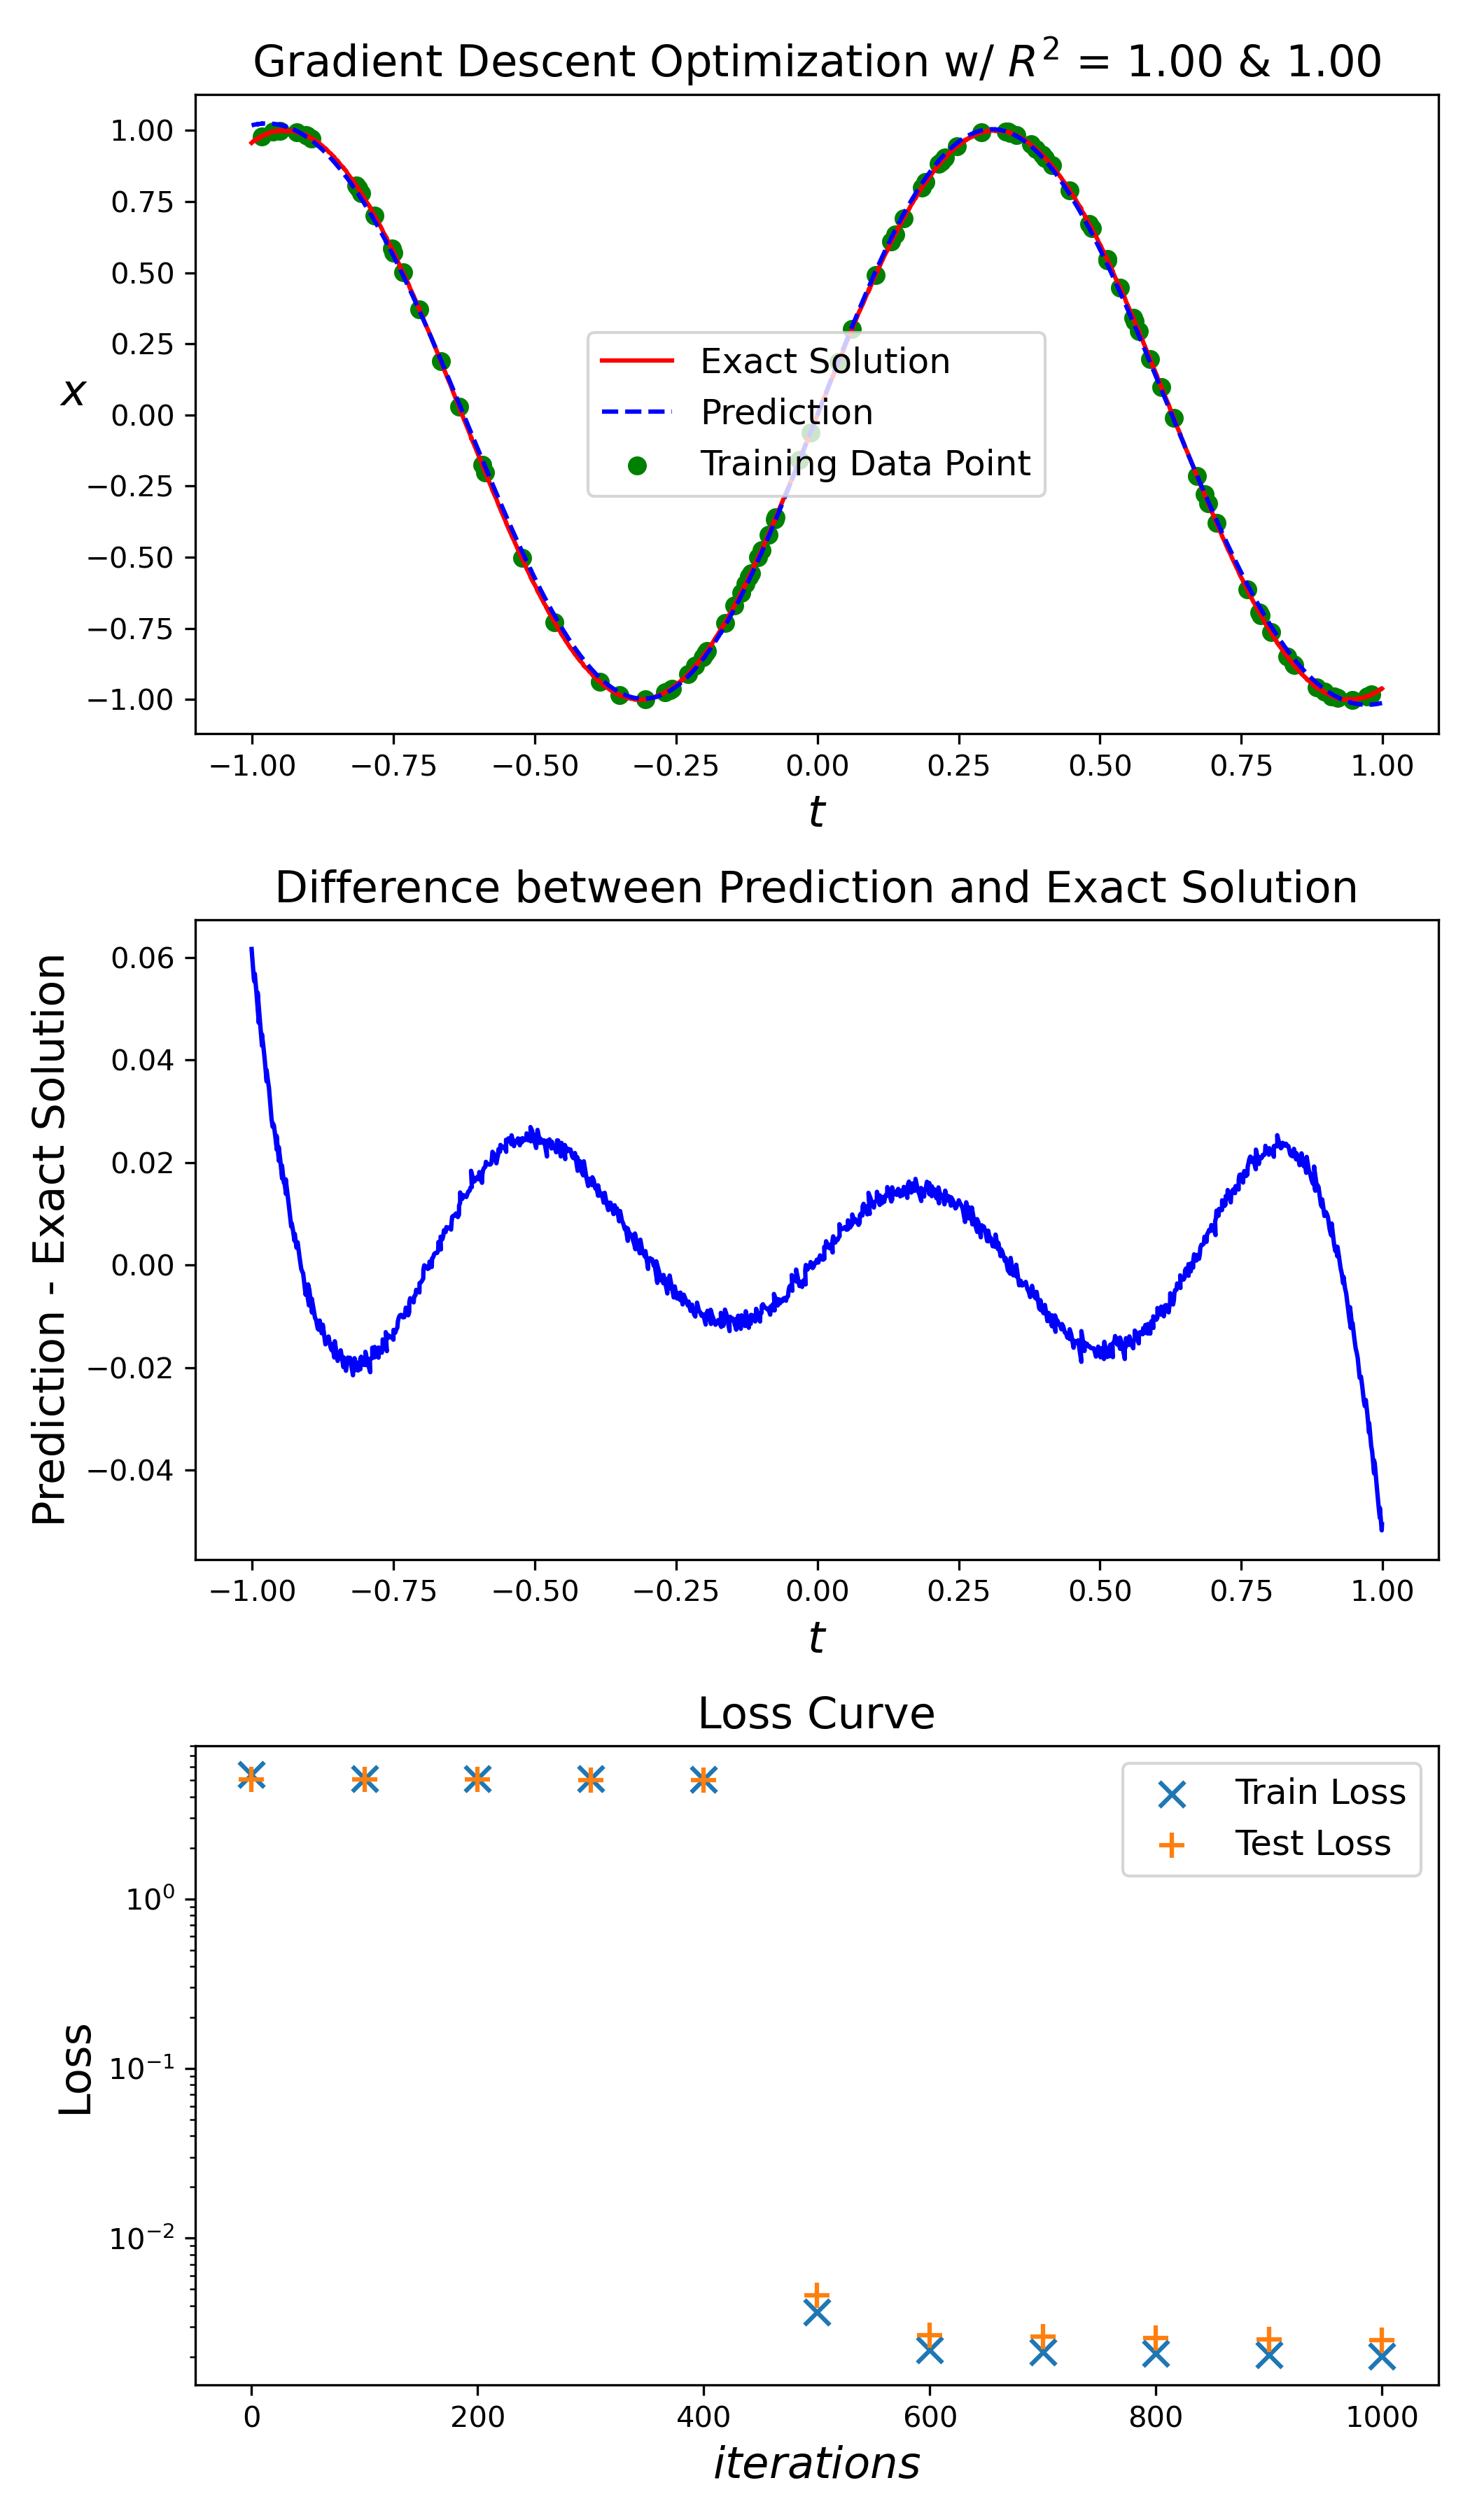 Gradient Descent Optimization w/ R² = 1.00 & 1.00
1.00
0.75
0.50
0.25
0.00
−0.25
−0.50
−0.75
−1.00
x
Exact Solution
Prediction
Training Data Point
−1.00 −0.75 −0.50 −0.25 0.00 0.25 0.50 0.75 1.00
t
Difference between Prediction and Exact Solution
0.06
0.04
0.02
0.00
−0.02
−0.04
Prediction - Exact Solution
−1.00 −0.75 −0.50 −0.25 0.00 0.25 0.50 0.75 1.00
t
Loss Curve
Train Loss
Test Loss
10⁰
10⁻¹
10⁻²
Loss
0 200 400 600 800 1000
iterations